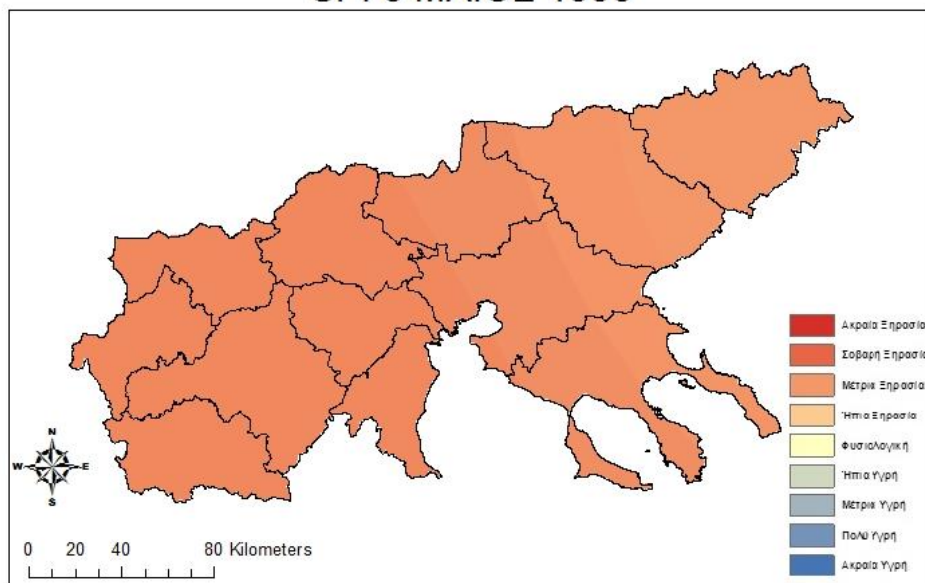 Ακραία Ξηρασία
Σοβαρή Ξηρασία
Μέτρια Ξηρασία
Ήπια Ξηρασία
Φυσιολογική
Ήπια Υγρή
Μέτρια Υγρή
Πολύ Υγρή
Ακραία Υγρή
N
W E
S
0 20 40 80 Kilometers